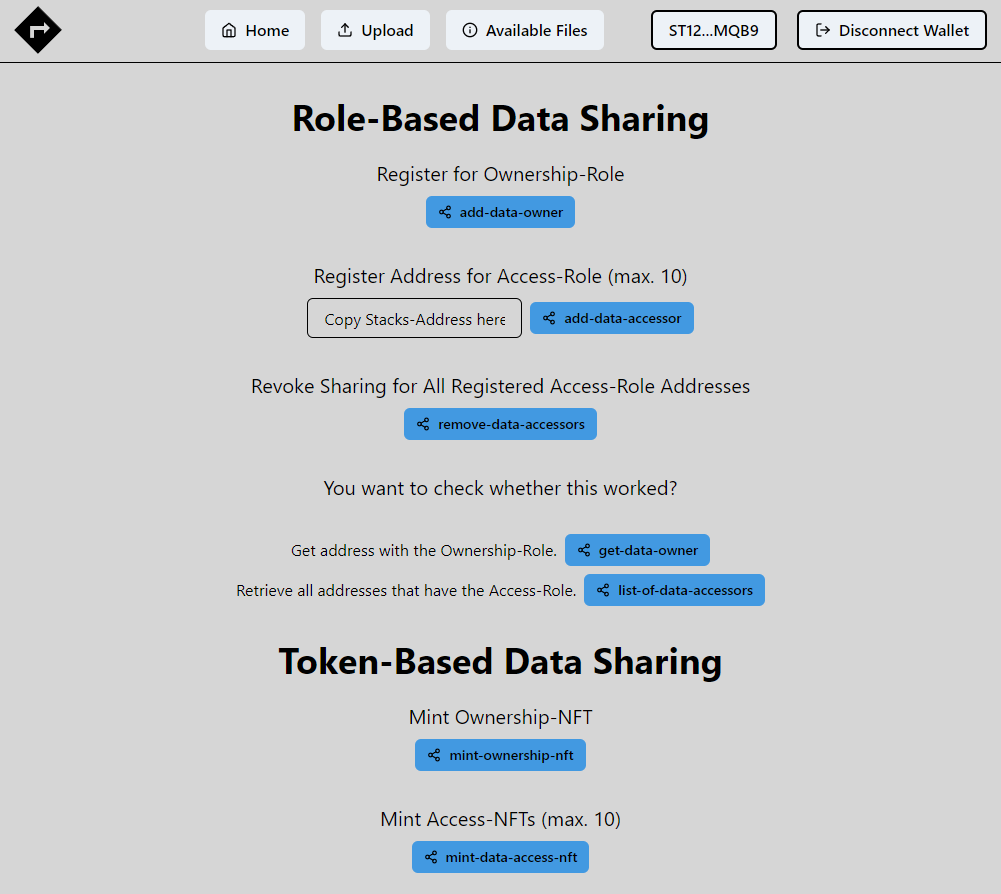 Home Upload Available Files ST12...MQB9 Disconnect Wallet
Role-Based Data Sharing
Register for Ownership-Role
add-data-owner
Register Address for Access-Role (max. 10)
Copy Stacks-Address here add-data-accessor
Revoke Sharing for All Registered Access-Role Addresses
remove-data-accessors
You want to check whether this worked?
Get address with the Ownership-Role. get-data-owner
Retrieve all addresses that have the Access-Role. list-of-data-accessors
Token-Based Data Sharing
Mint Ownership-NFT
mint-ownership-nft
Mint Access-NFTs (max. 10)
mint-data-access-nft